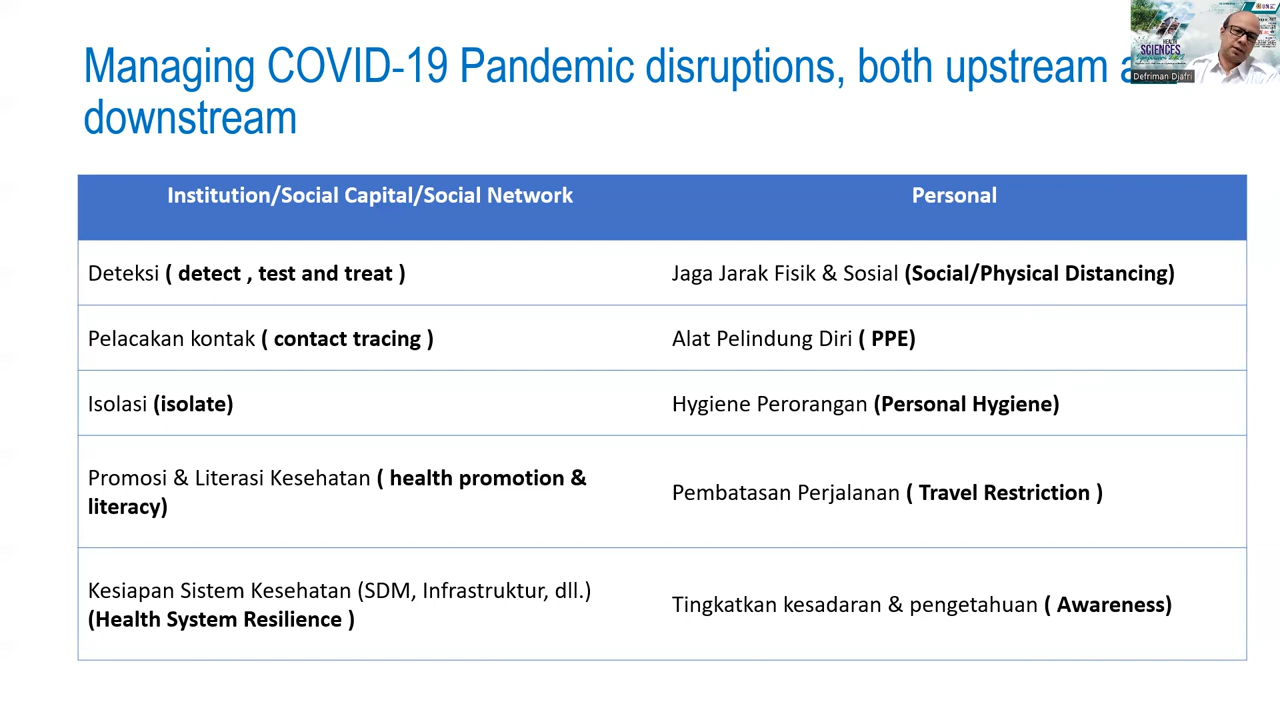 Managing COVID-19 Pandemic disruptions, both upstream
downstream
SCIENCES
Defriman Djafri
Institution/Social Capital/Social Network
Personal
Deteksi ( detect , test and treat )
Jaga Jarak Fisik & Sosial (Social/Physical Distancing)
Pelacakan kontak ( contact tracing )
Alat Pelindung Diri ( PPE)
Isolasi (isolate)
Hygiene Perorangan (Personal Hygiene)
Promosi & Literasi Kesehatan ( health promotion &
literacy)
Pembatasan Perjalanan ( Travel Restriction )
Kesiapan Sistem Kesehatan (SDM, Infrastruktur, dll.)
(Health System Resilience )
Tingkatkan kesadaran & pengetahuan ( Awareness)